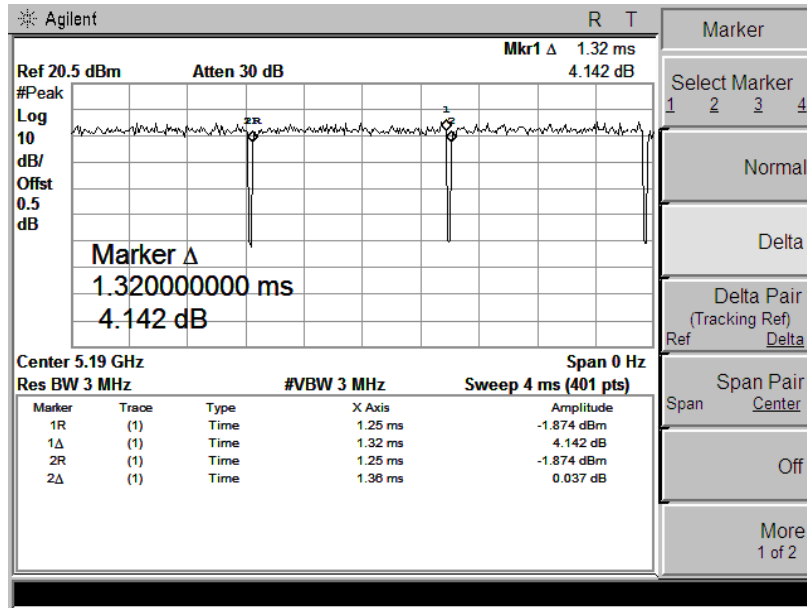 Agilent R T
Mkr1 Δ 1.32 ms
Ref 20.5 dBm Atten 30 dB 4.142 dB
#Peak
Log
10
dB/
Offst
0.5
dB
2R
1
2
Marker Δ
1.320000000 ms
4.142 dB
Center 5.19 GHz Span 0 Hz
Res BW 3 MHz #VBW 3 MHz Sweep 4 ms (401 pts)
Marker Trace Type X Axis Amplitude
1R (1) Time 1.25 ms -1.874 dBm
1Δ (1) Time 1.32 ms 4.142 dB
2R (1) Time 1.25 ms -1.874 dBm
2Δ (1) Time 1.36 ms 0.037 dB
Marker
Select Marker
1 2 3 4
Normal
Delta
Delta Pair
(Tracking Ref)
Ref Delta
Span Pair
Span Center
Off
More
1 of 2